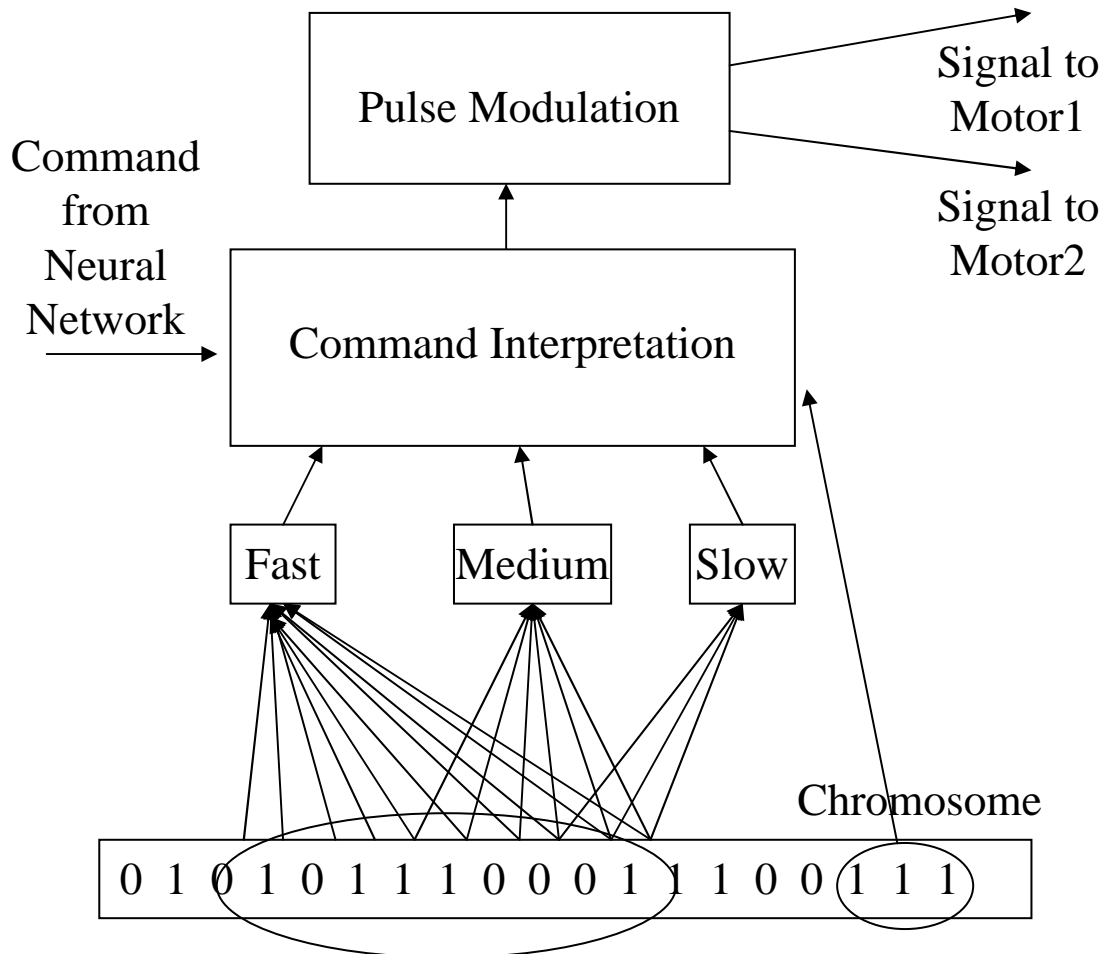 Pulse Modulation
Signal to
Motor1
Signal to
Motor2
Command
from
Neural
Network
Command Interpretation
Fast
Medium
Slow
Chromosome
0 1 0 1 0 1 1 1 0 0 0 1 1 1 0 0 1 1 1